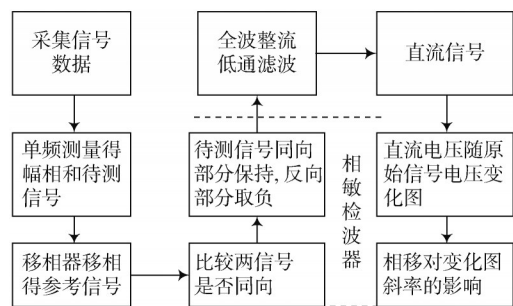 采集信号
数据
单频测量得
幅相和待测
信号
移相器移相
得参考信号
比较两信号
是否同向
待测信号同向
部分保持,反向
部分取负
全波整流
低通滤波
相敏检波器
直流信号
直流电压随原
始信号电压变
化图
相移对变化图
斜率的影响